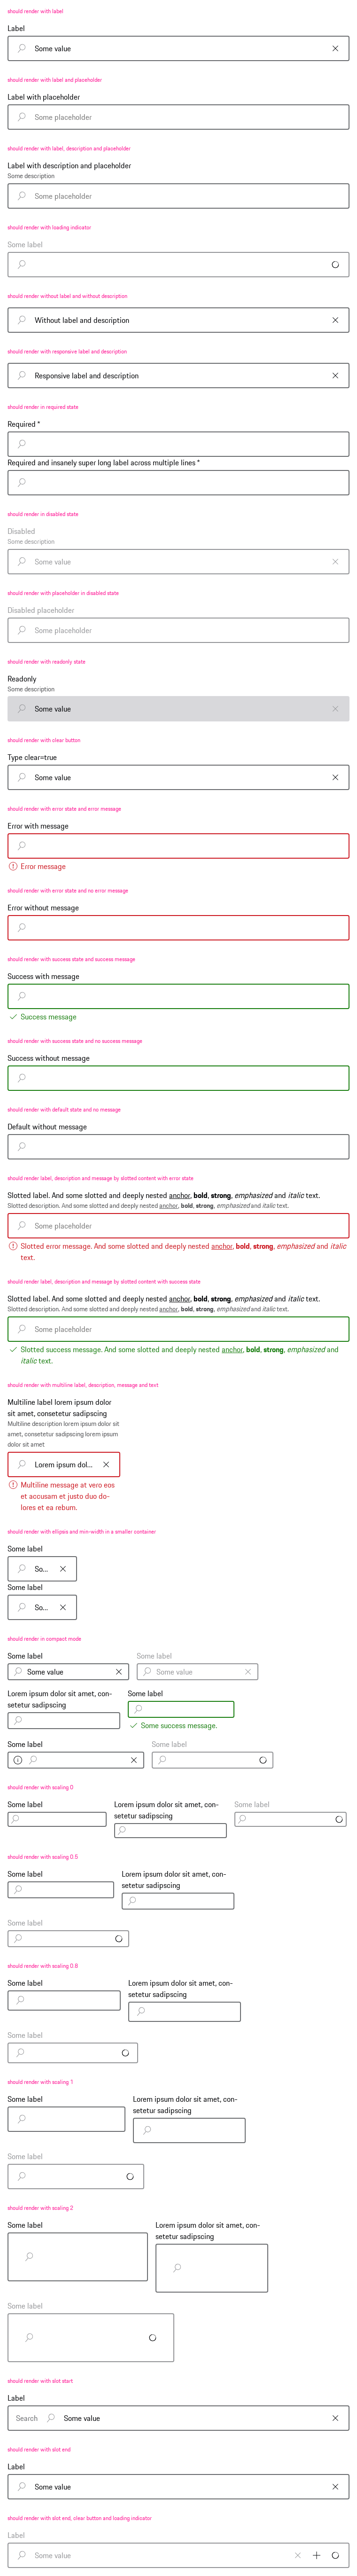 should render with label
Label
Some value
should render with label and placeholder
Label with placeholder
Some placeholder
should render with label, description and placeholder
Label with description and placeholder
Some description
Some placeholder
should render with loading indicator
Some label
should render without label and without description
Without label and description
should render with responsive label and description
Responsive label and description
should render in required state
Required *
Required and insanely super long label across multiple lines *
should render in disabled state
Disabled
Some description
Some value
should render with placeholder in disabled state
Disabled placeholder
Some placeholder
should render with readonly state
Readonly
Some description
Some value
should render with clear button
Type clear=true
Some value
should render with error state and error message
Error with message
Error message
should render with error state and no error message
Error without message
should render with success state and success message
Success with message
Success message
should render with success state and no success message
Success without message
should render with default state and no message
Default without message
should render label, description and message by slotted content with error state
Slotted label. And some slotted and deeply nested anchor, bold, strong, emphasized and italic text.
Slotted description. And some slotted and deeply nested anchor, bold, strong, emphasized and italic text.
Some placeholder
Slotted error message. And some slotted and deeply nested anchor, bold, strong, emphasized and italic
text.
should render label, description and message by slotted content with success state
Slotted label. And some slotted and deeply nested anchor, bold, strong, emphasized and italic text.
Slotted description. And some slotted and deeply nested anchor, bold, strong, emphasized and italic text.
Some placeholder
Slotted success message. And some slotted and deeply nested anchor, bold, strong, emphasized and
italic text.
should render with multiline label, description, message and text
Multiline label lorem ipsum dolor
sit amet, consetetur sadipscing
Multiline description lorem ipsum dolor sit
amet, consetetur sadipscing lorem ipsum
dolor sit amet
Lorem ipsum dol...
Multiline message at vero eos
et accusam et justo duo do-
lores et ea rebum.
should render with ellipsis and min-width in a smaller container
Some label
So...
Some label
So...
should render in compact mode
Some label Some label
Some value Some value
Lorem ipsum dolor sit amet, con-
setetur sadipscing
Some label
Some success message.
Some label Some label
should render with scaling 0
Some label
Lorem ipsum dolor sit amet, con-
setetur sadipscing
Some label
should render with scaling 0.5
Some label
Lorem ipsum dolor sit amet, con-
setetur sadipscing
Some label
should render with scaling 0.8
Some label
Lorem ipsum dolor sit amet, con-
setetur sadipscing
Some label
should render with scaling 1
Some label
Lorem ipsum dolor sit amet, con-
setetur sadipscing
Some label
should render with scaling 2
Some label
Lorem ipsum dolor sit amet, con-
setetur sadipscing
Some label
should render with slot start
Label
Search Some value
should render with slot end
Label
Some value
should render with slot end, clear button and loading indicator
Label
Some value